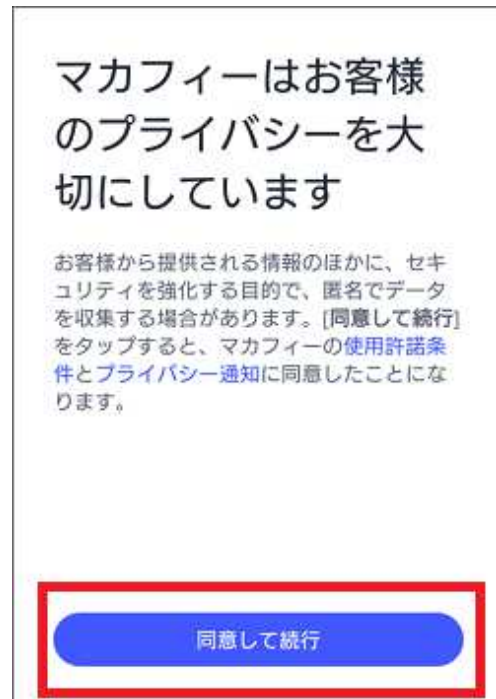 マカフィーはお客様
のプライバシーを大
切にしています
お客様から提供される情報のほかに、セキ
ュリティを強化する目的で、匿名でデータ
を収集する場合があります。[同意して続行]
をタップすると、マカフィーの使用許諾条
件とプライバシー通知に同意したことにな
ります。
同意して続行